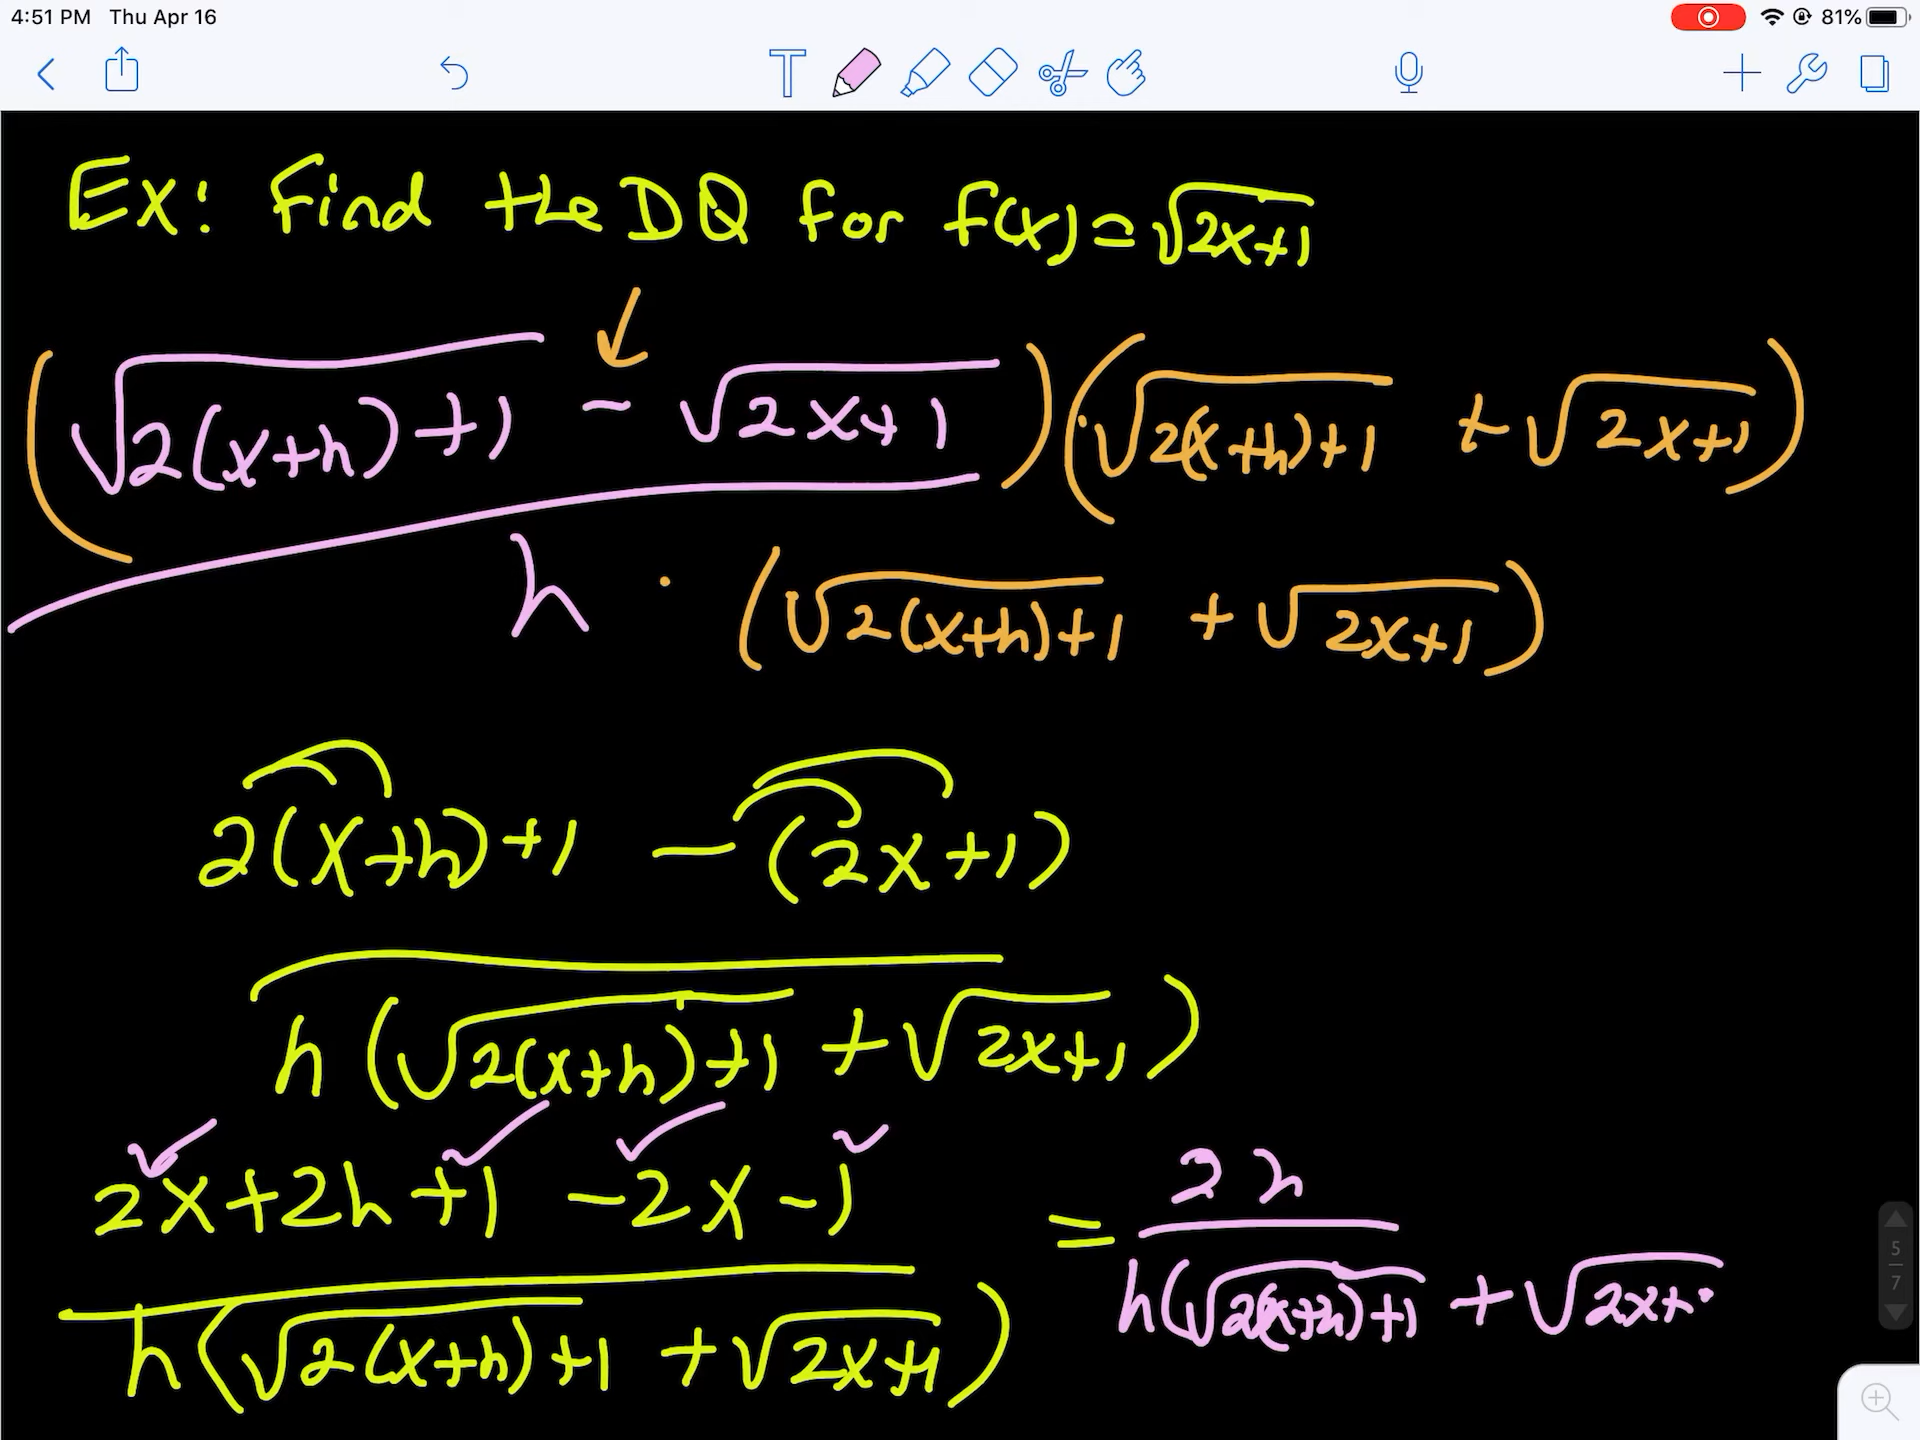 4:51 PM Thu Apr 16 81%
T
Ex: Find the DQ for f(x)=√2x+1
(√2(x+h)+1 - √2x+1)(√2(x+h)+1 + √2x+1)
h · (√2(x+h)+1 + √2x+1)
2(x+h)+1 -(2x+1)
h(√2(x+h)+1 +√2x+1)
2x+2h+1 -2x-1 = 2h
h(√2(x+h)+1 +√2x+1) h(√2(x+h)+1 +√2x+
5
7